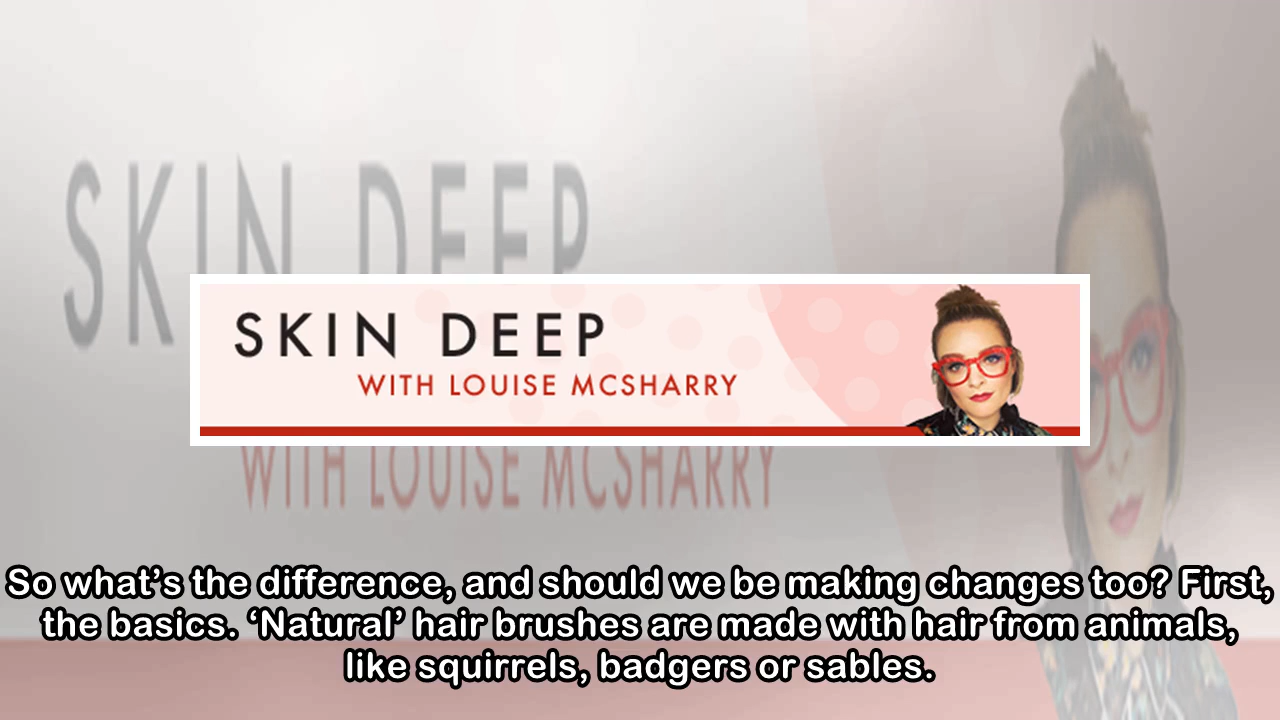 SKIN DEEP
WITH LOUISE MCSHARRY
SKIN DEEP
WITH LOUISE MCSHARRY
So what's the difference, and should we be making changes too? First,
the basics. ‘Natural’ hair brushes are made with hair from animals,
like squirrels, badgers or sables.